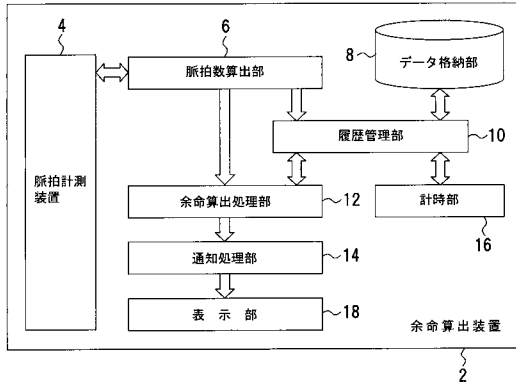 4
6
8
脈拍数算出部
データ格納部
履歴管理部
10
脈拍計測
装置
余命算出処理部
12
計時部
16
通知処理部
14
表 示 部
18
余命算出装置
2